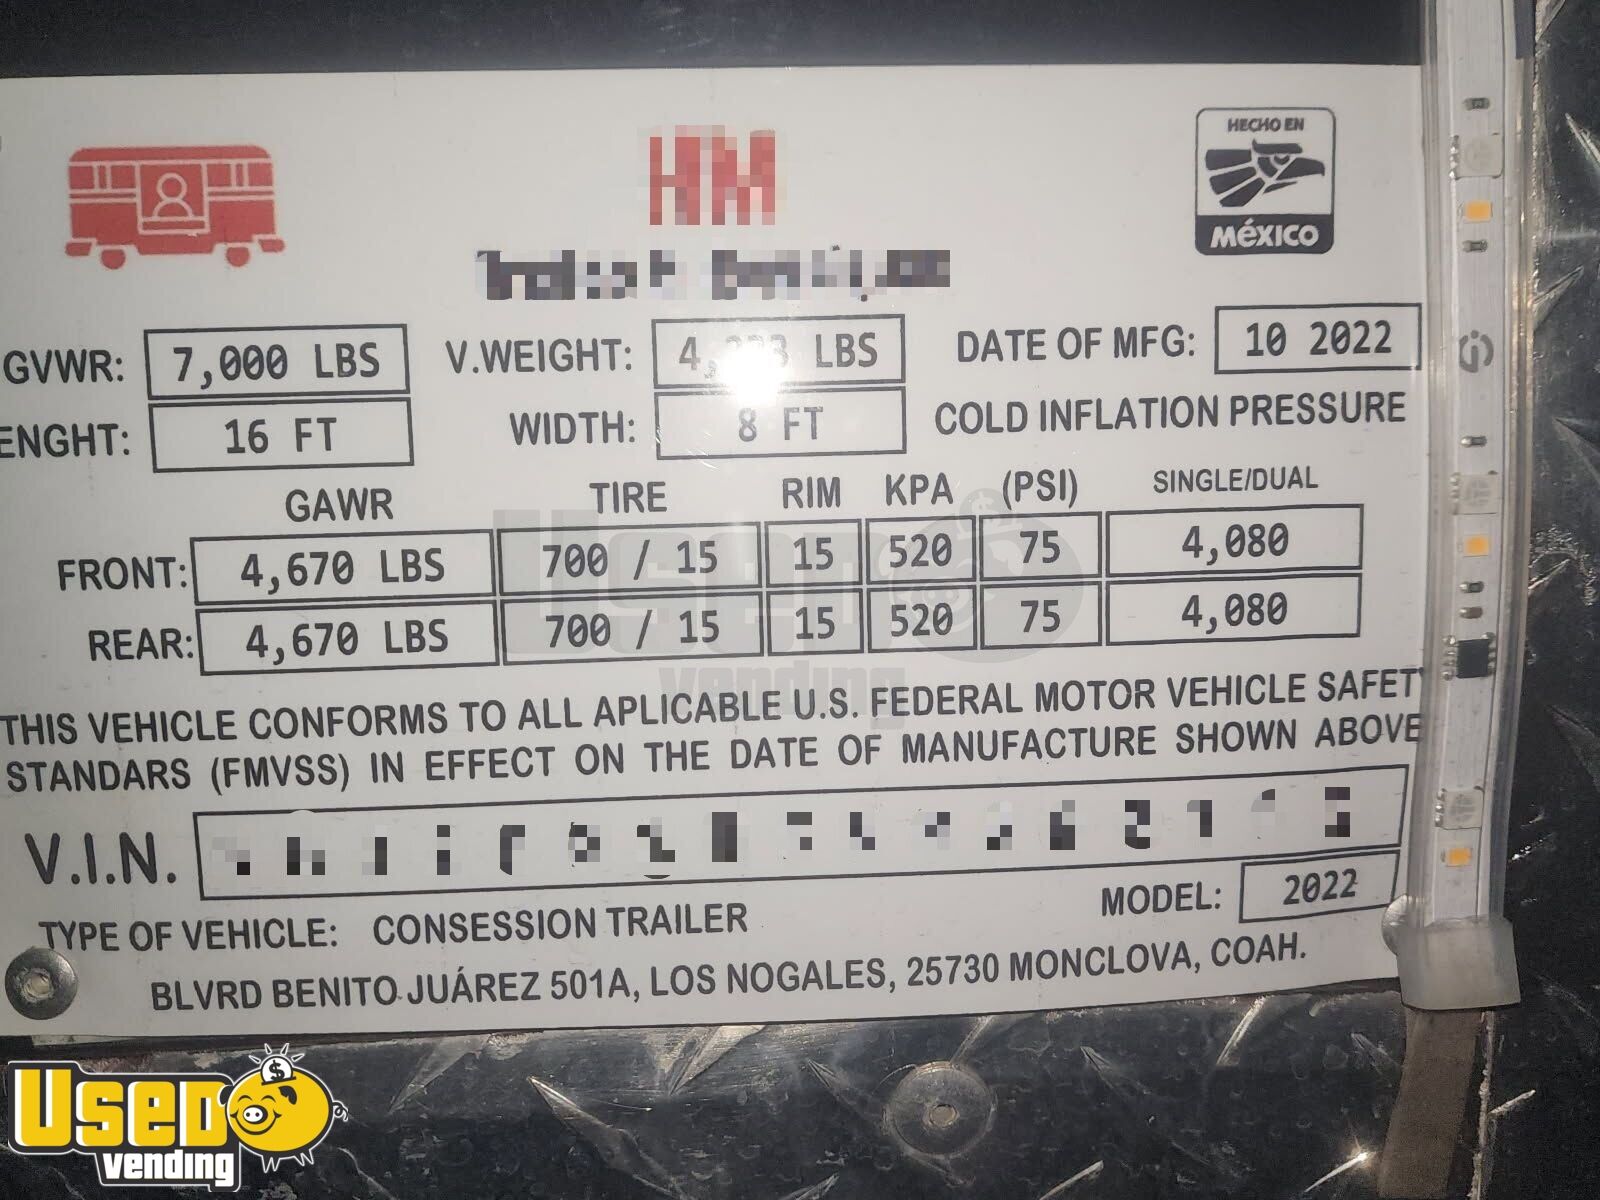 HECHO EN
MÉXICO
HM
GVWR: 7,000 LBS V.WEIGHT: LBS DATE OF MFG: 10 2022
ENGHT: 16 FT WIDTH: 8 FT COLD INFLATION PRESSURE
GAWR TIRE RIM KPA (PSI) SINGLE/DUAL
FRONT: 4,670 LBS 700 / 15 15 520 75 4,080
REAR: 4,670 LBS 700 / 15 15 520 75 4,080
THIS VEHICLE CONFORMS TO ALL APLICABLE U.S. FEDERAL MOTOR VEHICLE SAFETY
STANDARS (FMVSS) IN EFFECT ON THE DATE OF MANUFACTURE SHOWN ABOVE
V.I.N.
MODEL: 2022
TYPE OF VEHICLE: CONSESSION TRAILER
BLVRD BENITO JUÁREZ 501A, LOS NOGALES, 25730 MONCLOVA, COAH.
USED
vending
USED
vending